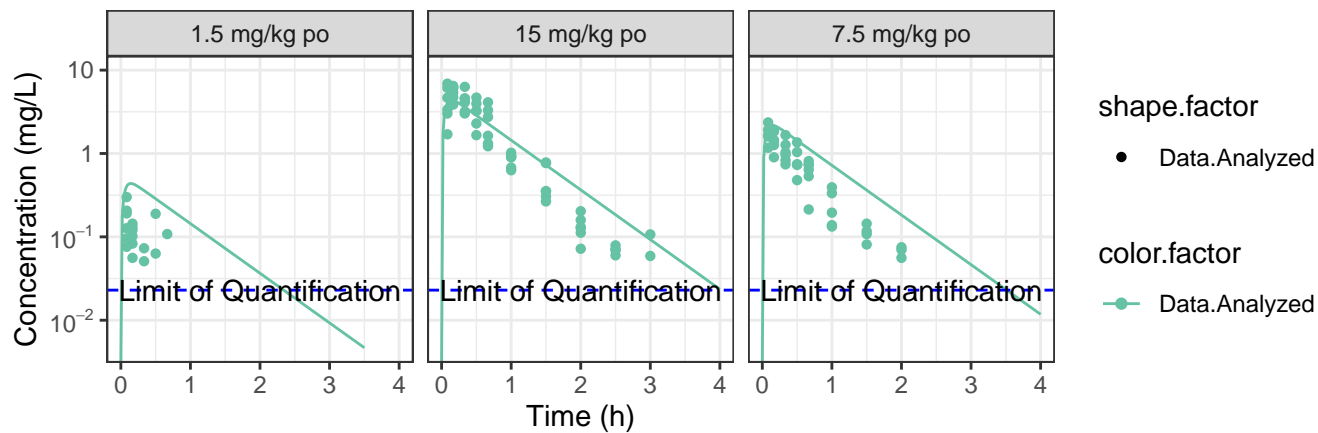 1.5 mg/kg po
15 mg/kg po
7.5 mg/kg po
Concentration (mg/L)
10
1
10⁻¹
10⁻²
Limit of Quantification
Limit of Quantification
Limit of Quantification
0 1 2 3 4
0 1 2 3 4
0 1 2 3 4
Time (h)
shape.factor
Data.Analyzed
color.factor
Data.Analyzed